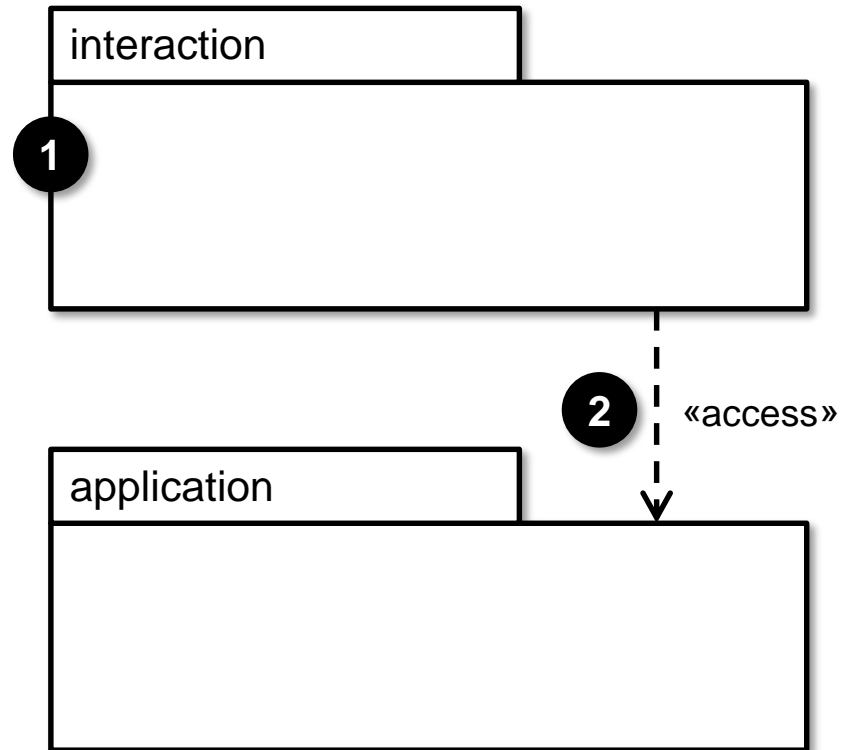 interaction
1
2
«access»
application